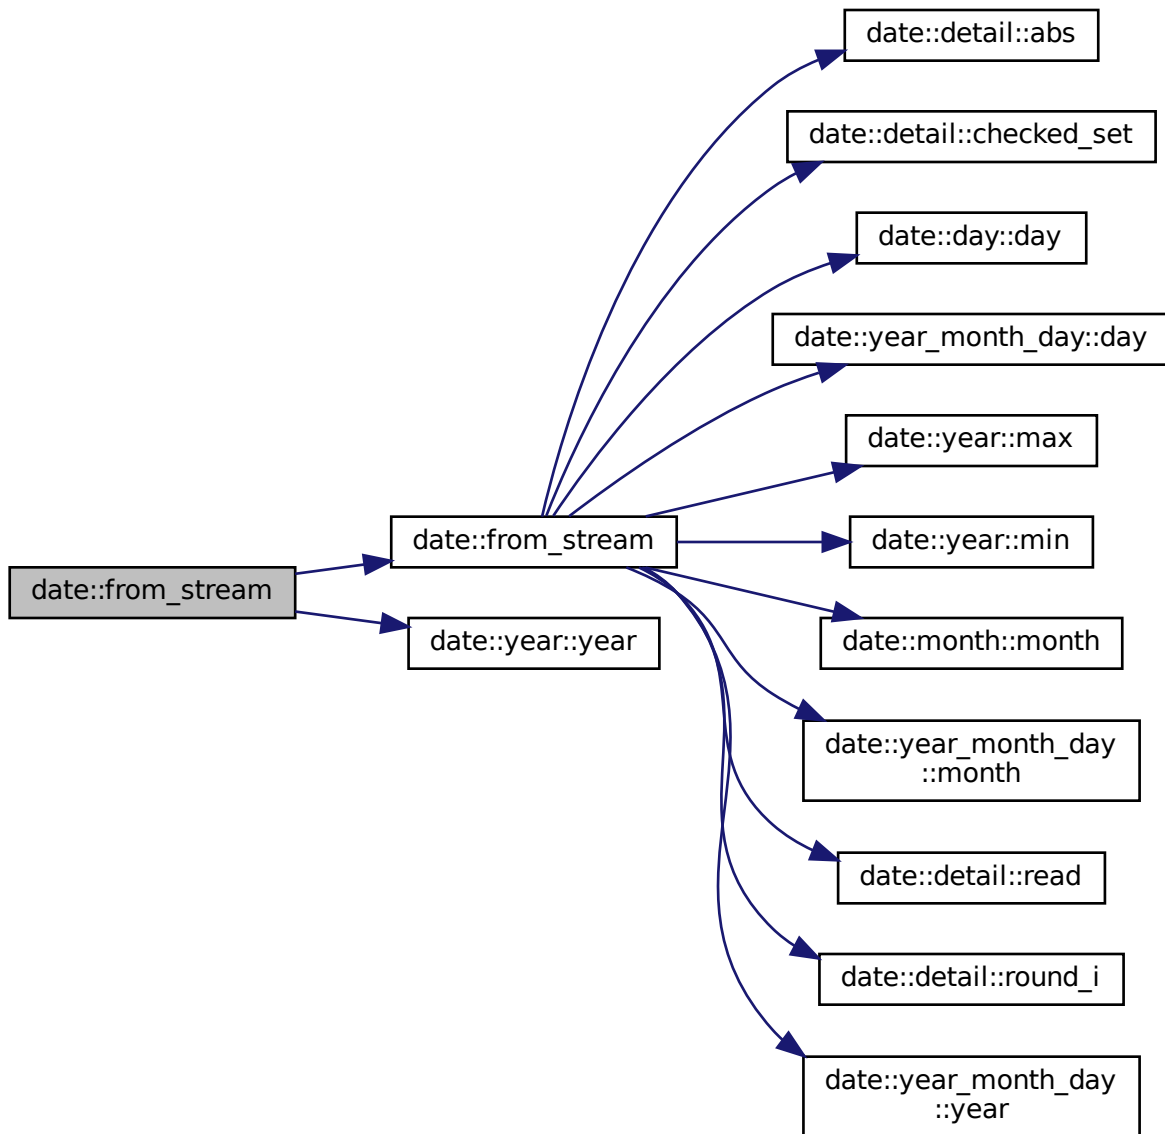 date::detail::abs
date::detail::checked_set
date::day::day
date::year_month_day::day
date::year::max
date::from_stream
date::year::min
date::from_stream
date::year::year
date::month::month
date::year_month_day
::month
date::detail::read
date::detail::round_i
date::year_month_day
::year